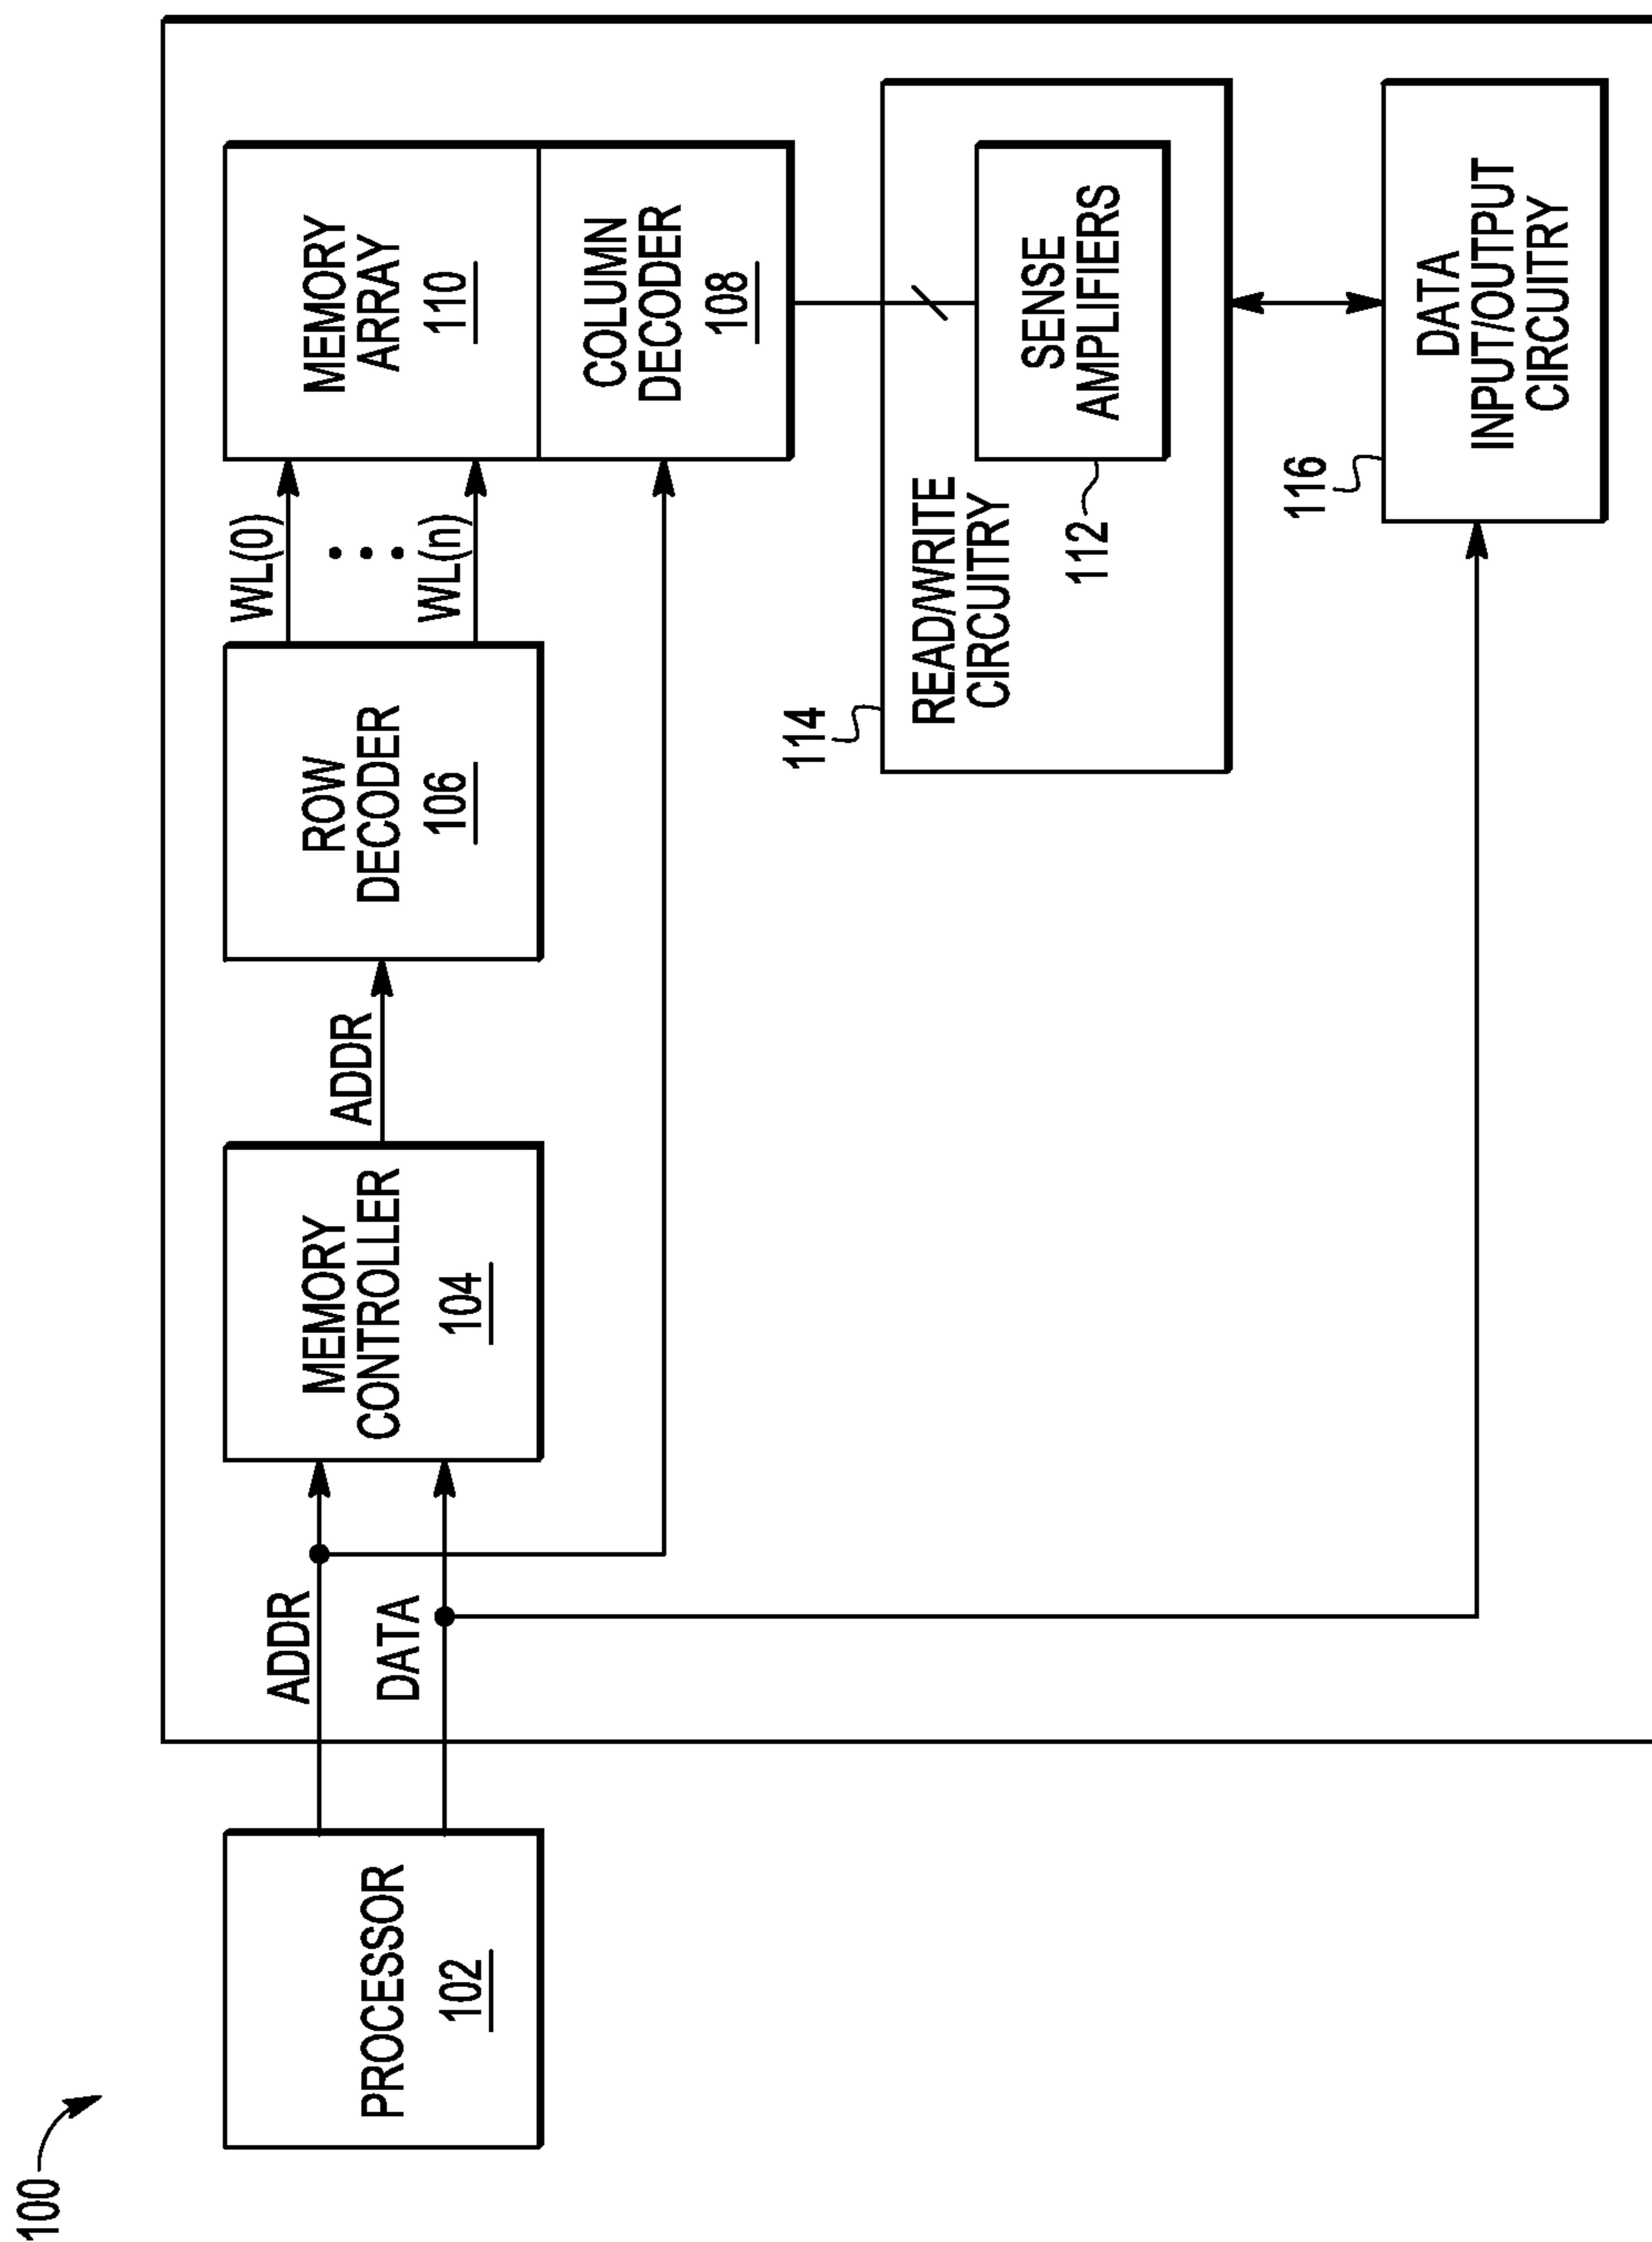 100
PROCESSOR
102
ADDR
DATA
MEMORY
CONTROLLER
104
ADDR
ROW
DECODER
106
WL(0)
WL(n)
MEMORY
ARRAY
110
COLUMN
DECODER
108
114
READ/WRITE
CIRCUITRY
112
SENSE
AMPLIFIERS
116
DATA
INPUT/OUTPUT
CIRCUITRY